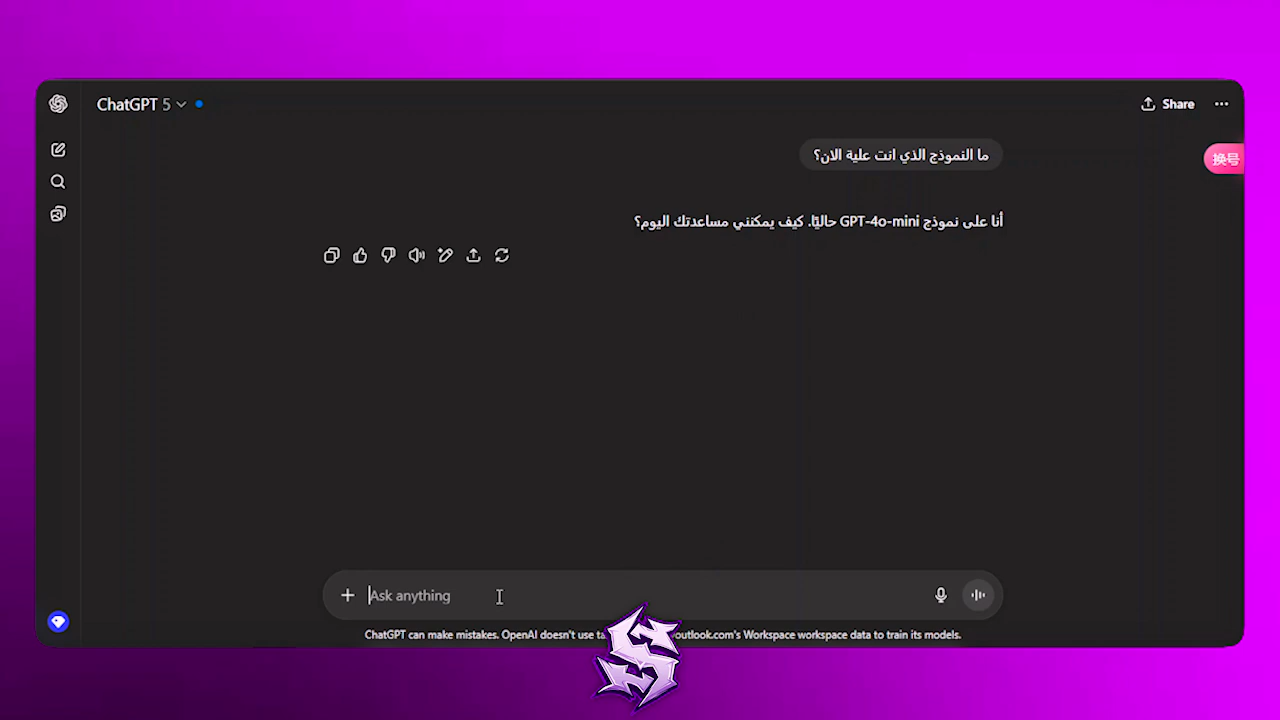 ChatGPT 5
Share
换号
ما النموذج الذي انت علية الان؟
أنا على نموذج GPT-4o-mini حاليًا. كيف يمكنني مساعدتك اليوم؟
Ask anything
ChatGPT can make mistakes. OpenAI doesn't use outlook.com's Workspace workspace data to train its models.